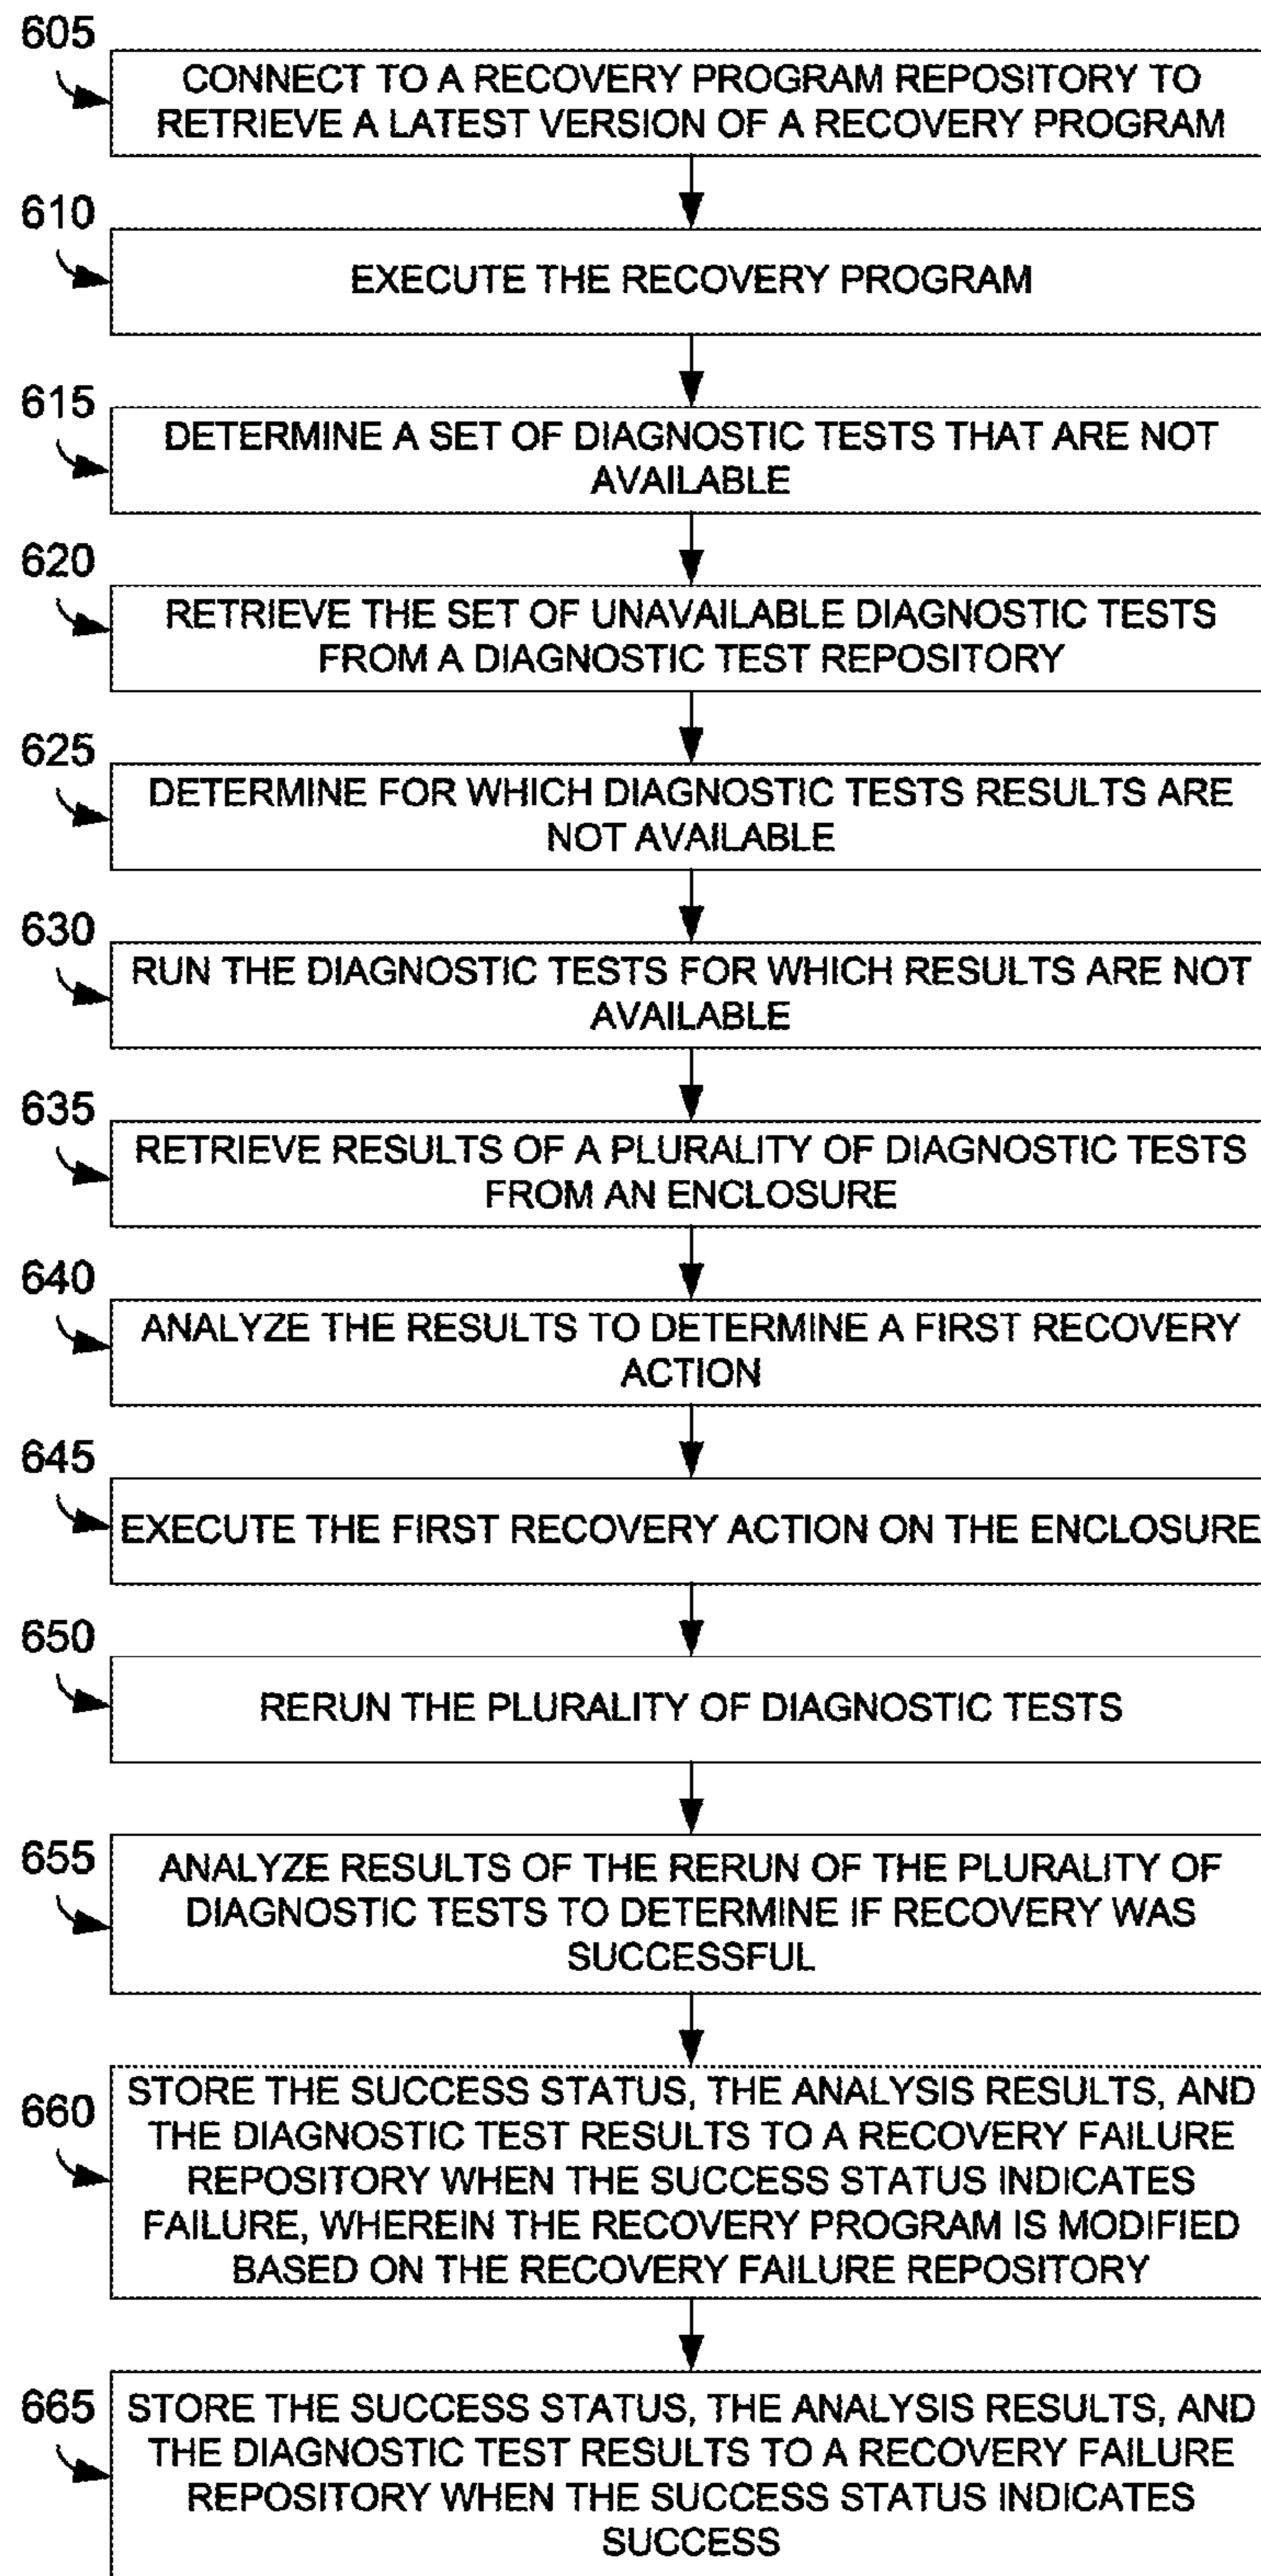 605
CONNECT TO A RECOVERY PROGRAM REPOSITORY TO
RETRIEVE A LATEST VERSION OF A RECOVERY PROGRAM
610
EXECUTE THE RECOVERY PROGRAM
615
DETERMINE A SET OF DIAGNOSTIC TESTS THAT ARE NOT
AVAILABLE
620
RETRIEVE THE SET OF UNAVAILABLE DIAGNOSTIC TESTS
FROM A DIAGNOSTIC TEST REPOSITORY
625
DETERMINE FOR WHICH DIAGNOSTIC TESTS RESULTS ARE
NOT AVAILABLE
630
RUN THE DIAGNOSTIC TESTS FOR WHICH RESULTS ARE NOT
AVAILABLE
635
RETRIEVE RESULTS OF A PLURALITY OF DIAGNOSTIC TESTS
FROM AN ENCLOSURE
640
ANALYZE THE RESULTS TO DETERMINE A FIRST RECOVERY
ACTION
645
EXECUTE THE FIRST RECOVERY ACTION ON THE ENCLOSURE
650
RERUN THE PLURALITY OF DIAGNOSTIC TESTS
655
ANALYZE RESULTS OF THE RERUN OF THE PLURALITY OF
DIAGNOSTIC TESTS TO DETERMINE IF RECOVERY WAS
SUCCESSFUL
660
STORE THE SUCCESS STATUS, THE ANALYSIS RESULTS, AND
THE DIAGNOSTIC TEST RESULTS TO A RECOVERY FAILURE
REPOSITORY WHEN THE SUCCESS STATUS INDICATES
FAILURE, WHEREIN THE RECOVERY PROGRAM IS MODIFIED
BASED ON THE RECOVERY FAILURE REPOSITORY
665
STORE THE SUCCESS STATUS, THE ANALYSIS RESULTS, AND
THE DIAGNOSTIC TEST RESULTS TO A RECOVERY FAILURE
REPOSITORY WHEN THE SUCCESS STATUS INDICATES
SUCCESS